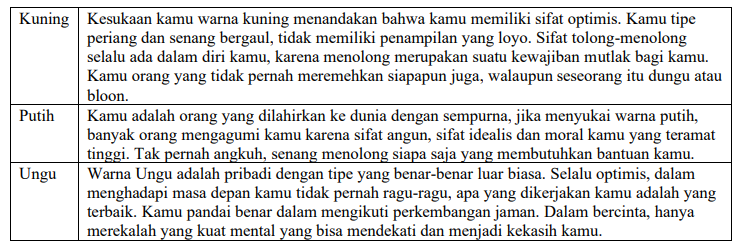 Kuning Kesukaan kamu warna kuning menandakan bahwa kamu memiliki sifat optimis. Kamu tipe
periang dan senang bergaul, tidak memiliki penampilan yang loyo. Sifat tolong-menolong
selalu ada dalam diri kamu, karena menolong merupakan suatu kewajiban mutlak bagi kamu.
Kamu orang yang tidak pernah meremehkan siapapun juga, walaupun seseorang itu dungu atau
bloon.
Putih Kamu adalah orang yang dilahirkan ke dunia dengan sempurna, jika menyukai warna putih,
banyak orang mengagumi kamu karena sifat angun, sifat idealis dan moral kamu yang teramat
tinggi. Tak pernah angkuh, senang menolong siapa saja yang membutuhkan bantuan kamu.
Ungu Warna Ungu adalah pribadi dengan tipe yang benar-benar luar biasa. Selalu optimis, dalam
menghadapi masa depan kamu tidak pernah ragu-ragu, apa yang dikerjakan kamu adalah yang
terbaik. Kamu pandai benar dalam mengikuti perkembangan jaman. Dalam bercinta, hanya
merekalah yang kuat mental yang bisa mendekati dan menjadi kekasih kamu.